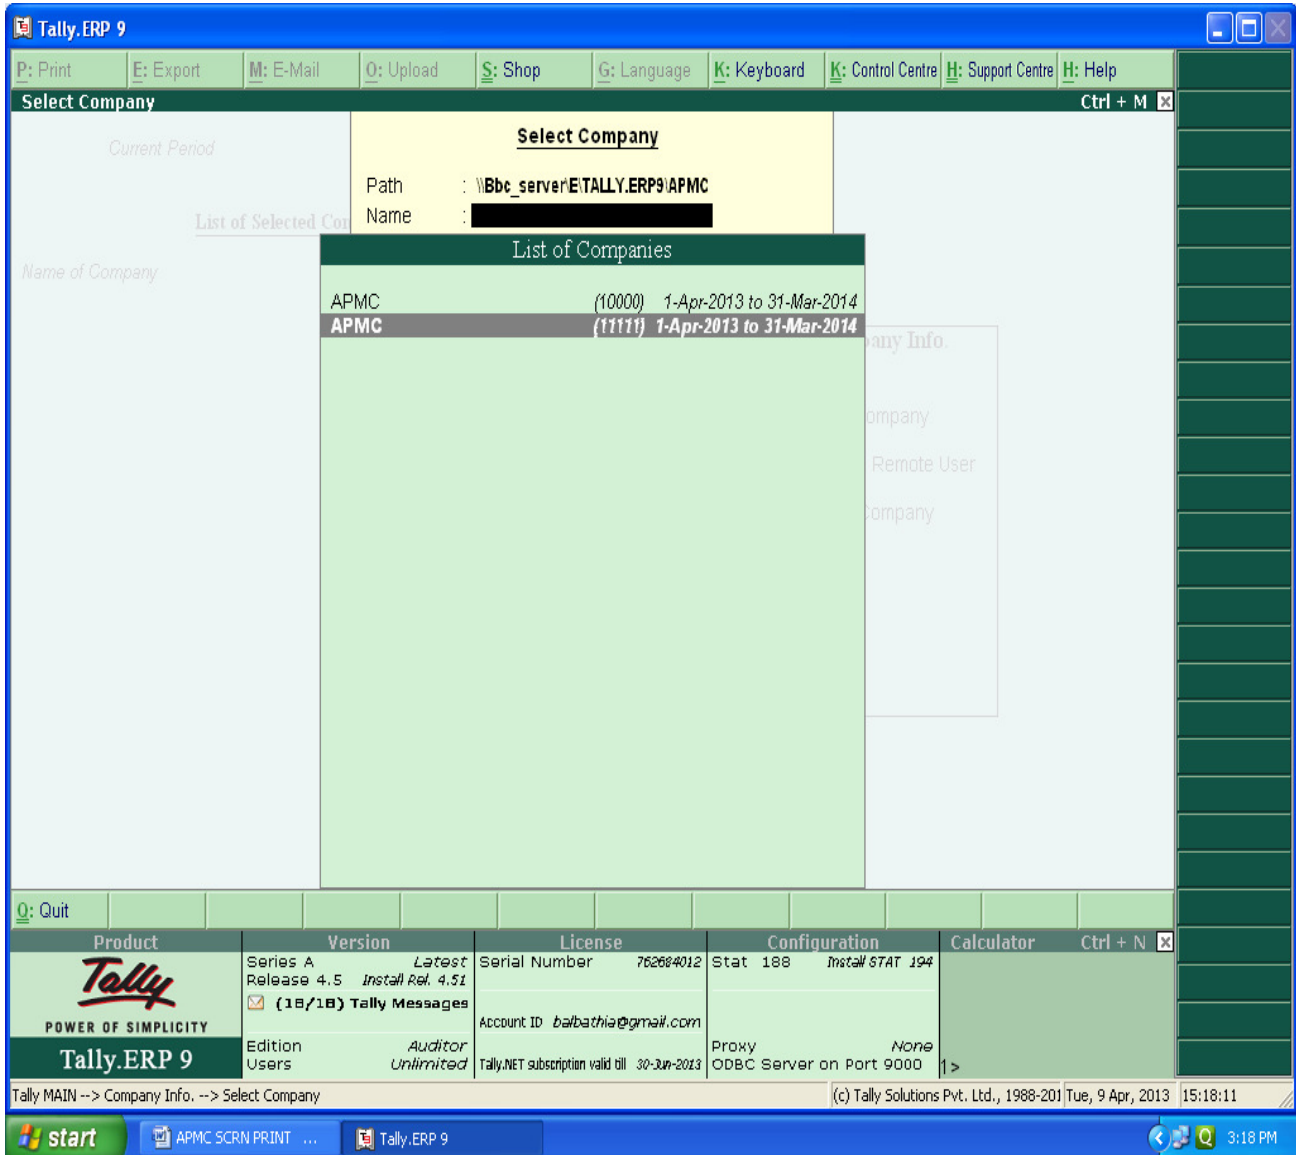 Tally.ERP 9
P: Print E: Export M: E-Mail O: Upload S: Shop G: Language K: Keyboard K: Control Centre H: Support Centre H: Help
Select Company Ctrl + M
Current Period
Select Company
Path : \\Bbc_server\E\TALLY.ERP9\APMC
Name :
List of Selected Con
List of Companies
Name of Company
APMC (10000) 1-Apr-2013 to 31-Mar-2014
APMC (11111) 1-Apr-2013 to 31-Mar-2014
any Info.
ompany
Remote User
ompany
Q: Quit
Product Version License Configuration Calculator Ctrl + N
Tally
POWER OF SIMPLICITY
Tally.ERP 9
Series A Latest
Release 4.5 Install Rel. 4.51
(18/18) Tally Messages
Edition Auditor
Users Unlimited
Serial Number 762684012
Account ID balbathia@gmail.com
Tally.NET subscription valid till 30-Jun-2013
Stat 188 Install STAT 194
Proxy None
ODBC Server on Port 9000
1>
Tally MAIN --> Company Info. --> Select Company (c) Tally Solutions Pvt. Ltd., 1988-201 Tue, 9 Apr, 2013 15:18:11
start APMC SCRN PRINT ... Tally.ERP 9 Q 3:18 PM